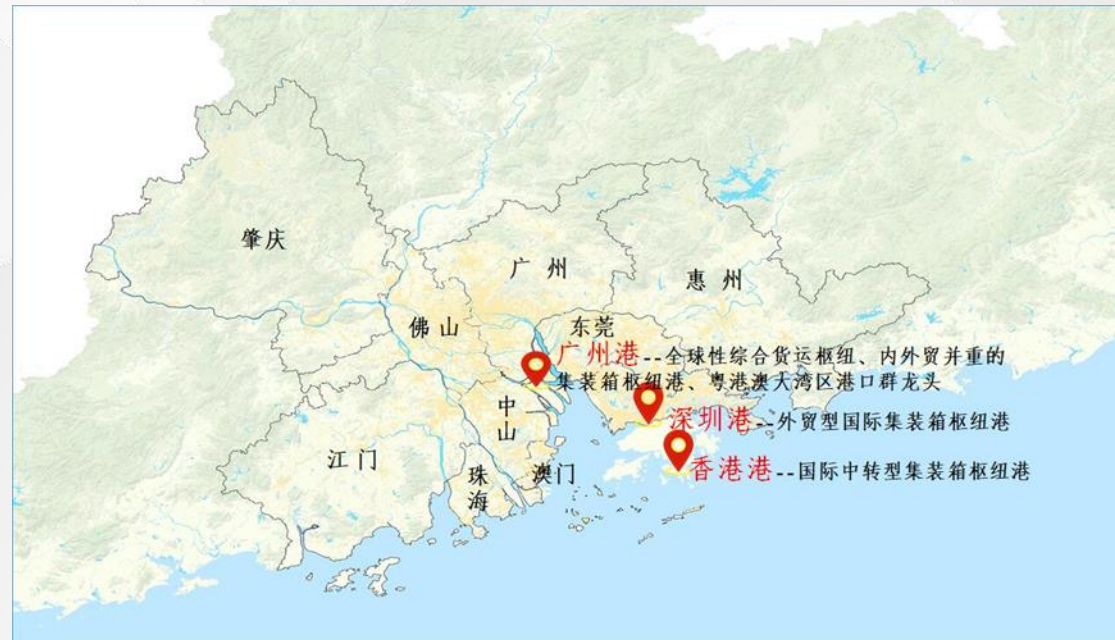 肇庆
广州
惠州
佛山
东莞
广州港--全球性综合货运枢纽、内外贸并重的
集装箱枢纽港、粤港澳大湾区港口群龙头
中山
深圳港--外贸型国际集装箱枢纽港
江门
珠海
澳门
香港港--国际中转型集装箱枢纽港